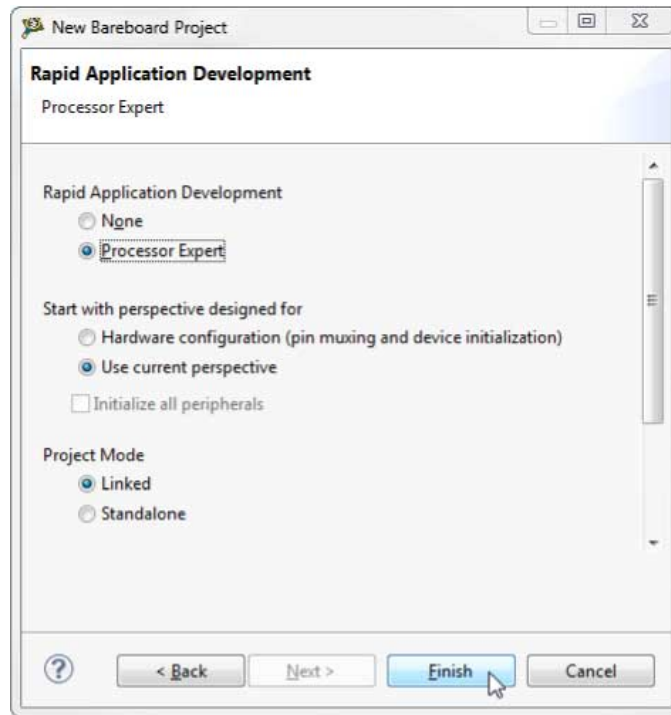 New Bareboard Project
Rapid Application Development
Processor Expert
Rapid Application Development
None
Processor Expert
Start with perspective designed for
Hardware configuration (pin muxing and device initialization)
Use current perspective
Initialize all peripherals
Project Mode
Linked
Standalone
? < Back Next > Finish Cancel